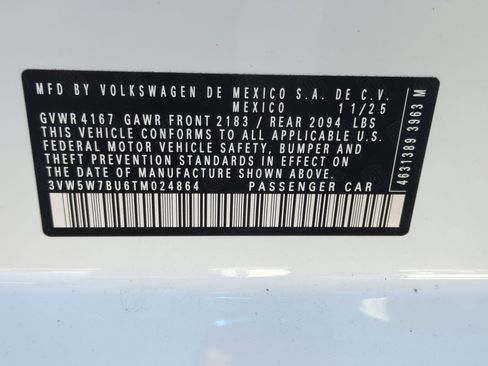 MFD BY VOLKSWAGEN DE MEXICO S.A. DE C.V.
MEXICO 11/25
GVWR 4167 GAWR FRONT 2183 / REAR 2094 LBS
THIS VEHICLE CONFORMS TO ALL APPLICABLE U.S.
FEDERAL MOTOR VEHICLE SAFETY, BUMPER AND
THEFT PREVENTION STANDARDS IN EFFECT ON
THE DATE OF MANUFACTURE SHOWN ABOVE.
3VW5W7BU6TM024864 PASSENGER CAR
4631389 3963 M